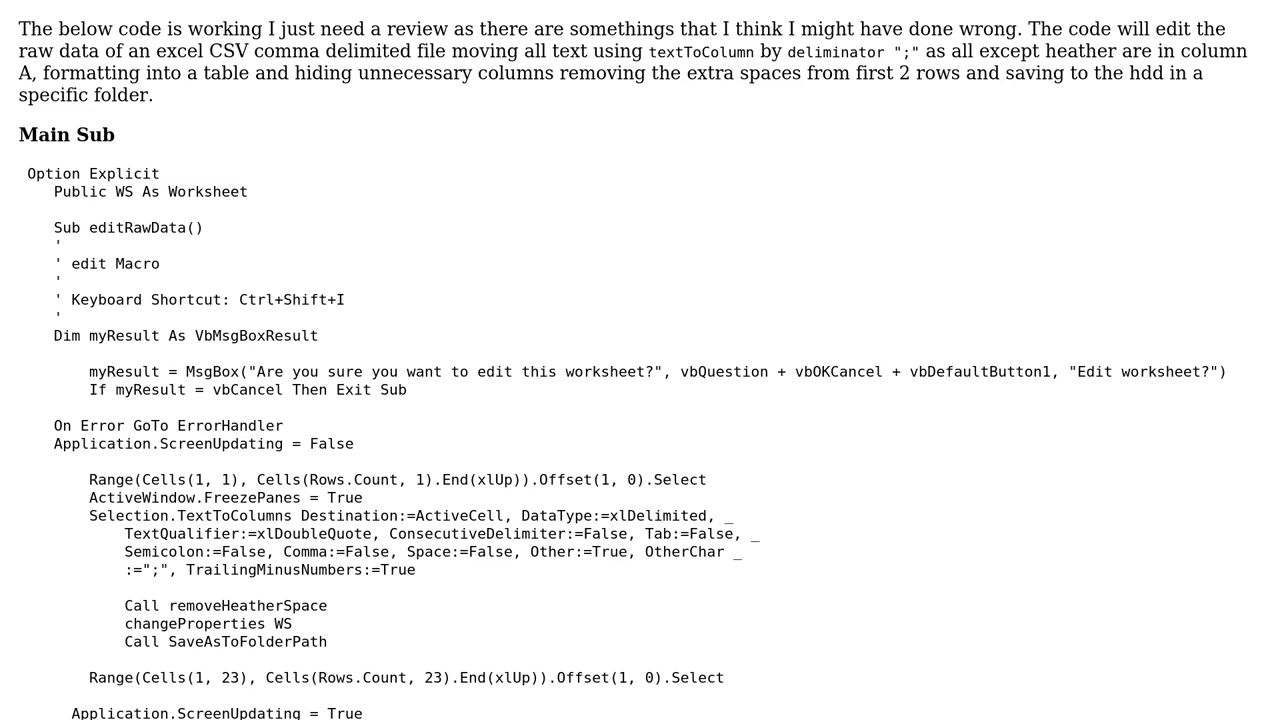 The below code is working I just need a review as there are somethings that I think I might have done wrong. The code will edit the
raw data of an excel CSV comma delimited file moving all text using textToColumn by deliminator ";" as all except heather are in column
A, formatting into a table and hiding unnecessary columns removing the extra spaces from first 2 rows and saving to the hdd in a
specific folder.
Main Sub
Option Explicit
Public WS As Worksheet
Sub editRawData()
'
' edit Macro
'
' Keyboard Shortcut: Ctrl+Shift+I
'
Dim myResult As VbMsgBoxResult
myResult = MsgBox("Are you sure you want to edit this worksheet?", vbQuestion + vbOKCancel + vbDefaultButton1, "Edit worksheet?")
If myResult = vbCancel Then Exit Sub
On Error GoTo ErrorHandler
Application.ScreenUpdating = False
Range(Cells(1, 1), Cells(Rows.Count, 1).End(xlUp)).Offset(1, 0).Select
ActiveWindow.FreezePanes = True
Selection.TextToColumns Destination:=ActiveCell, DataType:=xlDelimited, _
TextQualifier:=xlDoubleQuote, ConsecutiveDelimiter:=False, Tab:=False, _
Semicolon:=False, Comma:=False, Space:=False, Other:=True, OtherChar _
:=";", TrailingMinusNumbers:=True
Call removeHeatherSpace
changeProperties WS
Call SaveAsToFolderPath
Range(Cells(1, 23), Cells(Rows.Count, 23).End(xlUp)).Offset(1, 0).Select
Application.ScreenUpdating = True